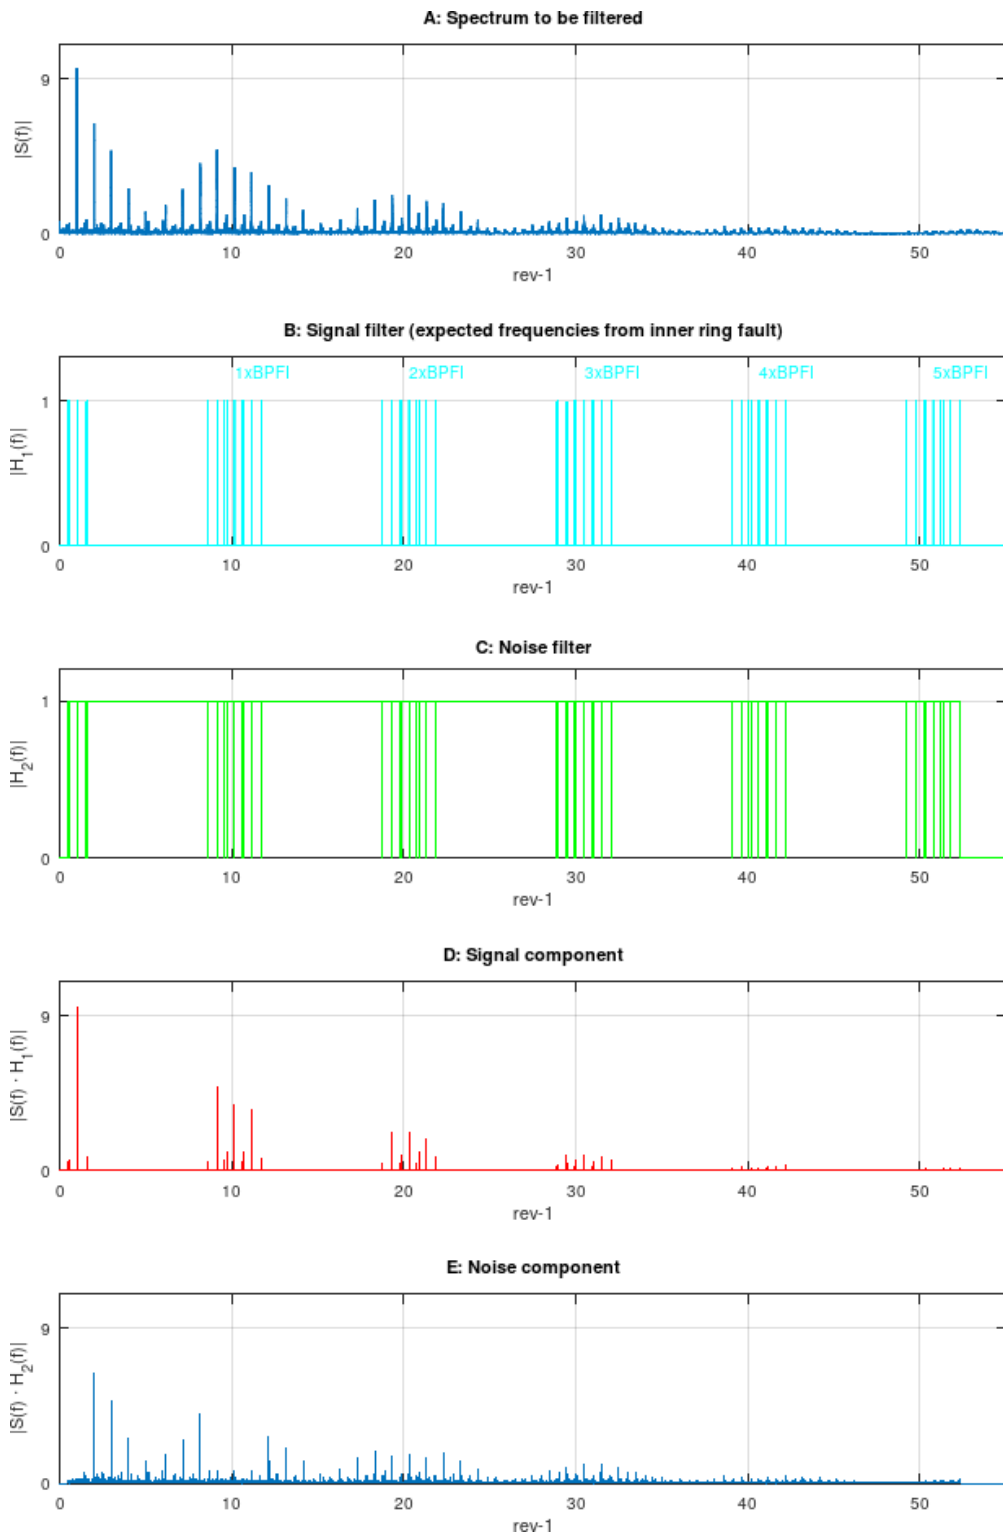 A: Spectrum to be filtered
9
|S(f)|
0
0 10 20 30 40 50
rev-1
B: Signal filter (expected frequencies from inner ring fault)
1xBPFI 2xBPFI 3xBPFI 4xBPFI 5xBPFI
1
|H1(f)|
0
0 10 20 30 40 50
rev-1
C: Noise filter
1
|H2(f)|
0
0 10 20 30 40 50
rev-1
D: Signal component
9
|S(f) · H1(f)|
0
0 10 20 30 40 50
rev-1
E: Noise component
9
|S(f) · H2(f)|
0
0 10 20 30 40 50
rev-1